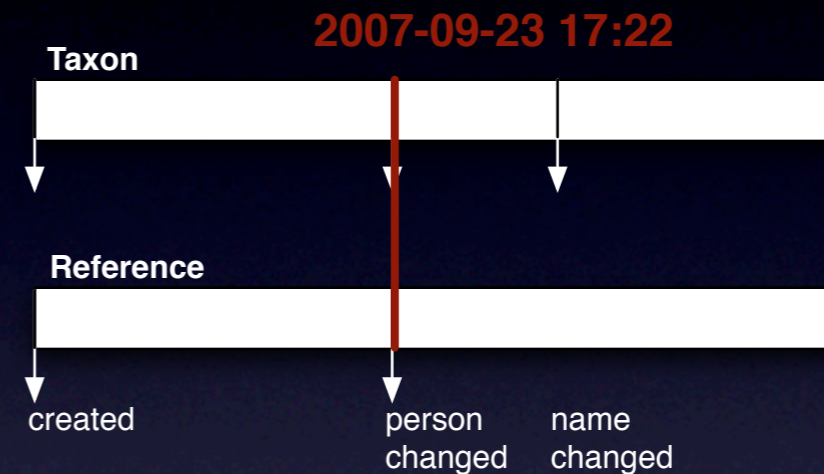 2007-09-23 17:22
Taxon
Reference
created
person
changed
name
changed